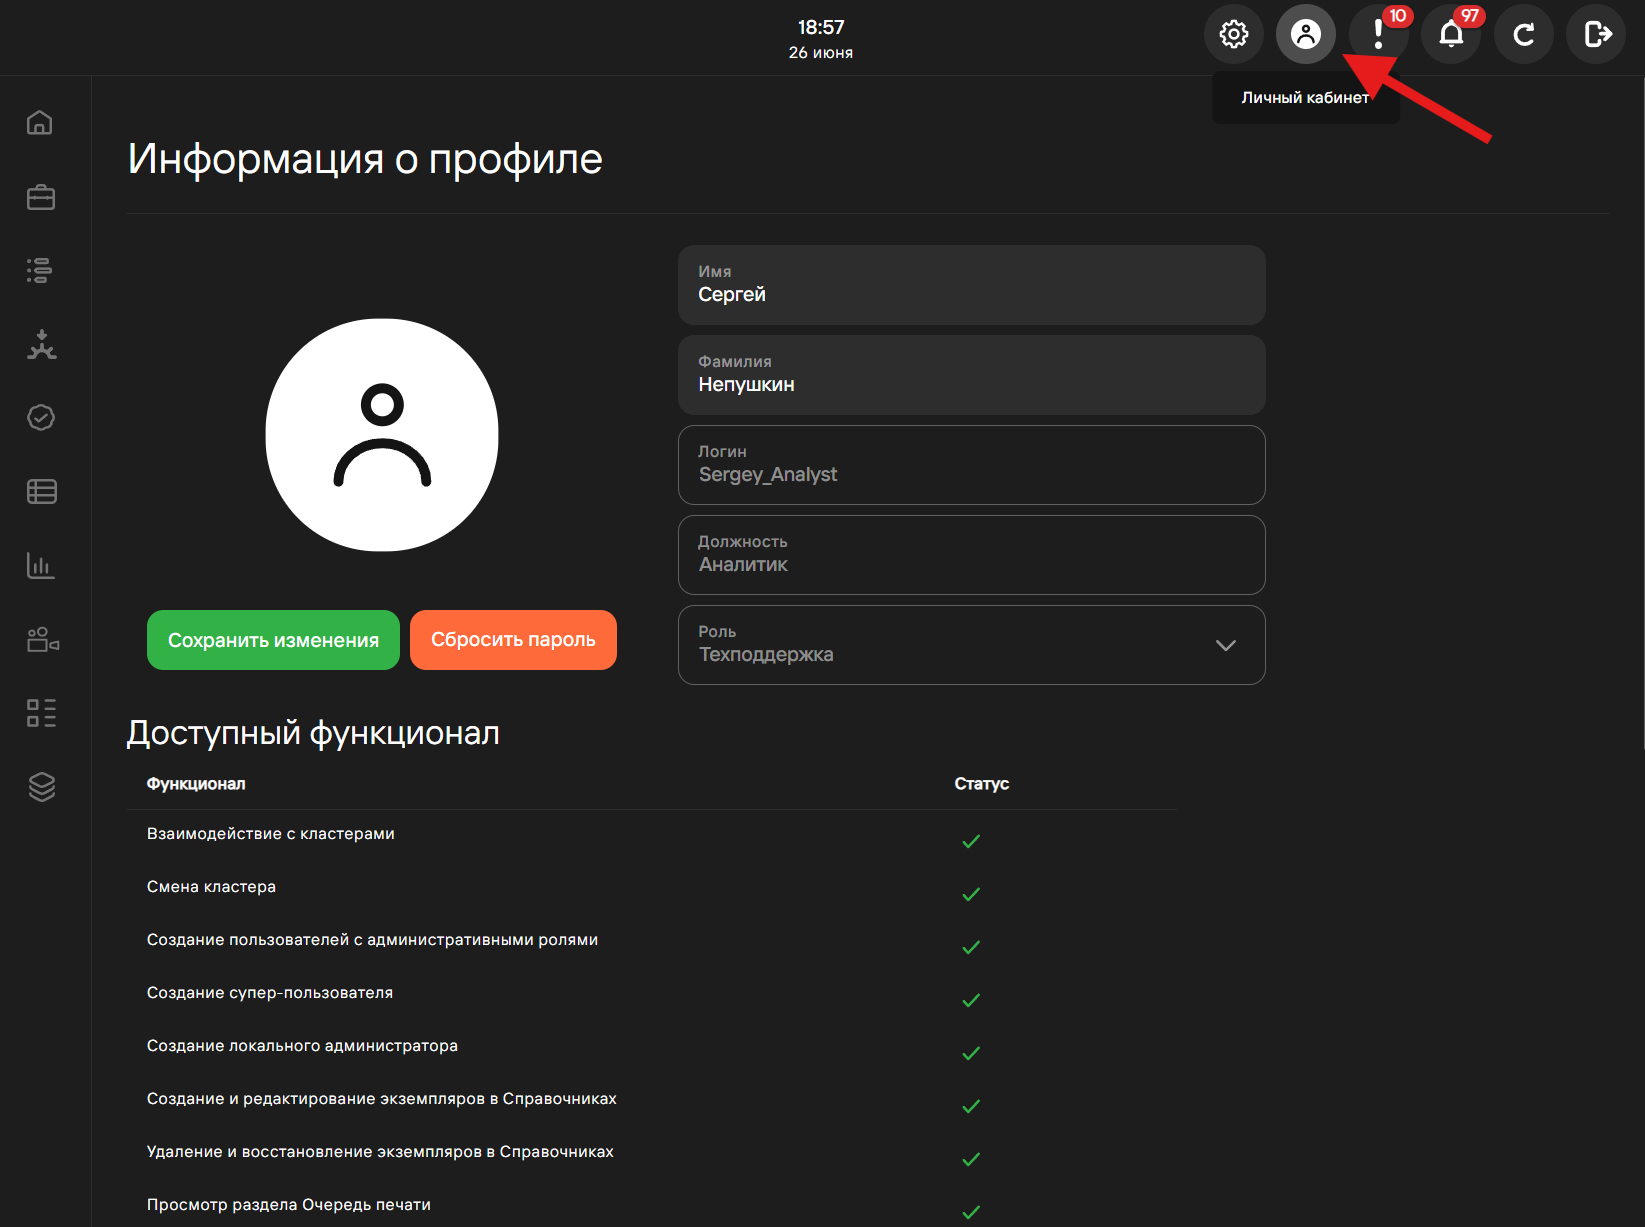 18:57
26 июня
10
97
Личный кабинет
Информация о профиле
Имя
Сергей
Фамилия
Непушкин
Логин
Sergey_Analyst
Должность
Аналитик
Роль
Техподдержка
Сохранить изменения
Сбросить пароль
Доступный функционал
Функционал
Статус
Взаимодействие с кластерами
Смена кластера
Создание пользователей с административными ролями
Создание супер-пользователя
Создание локального администратора
Создание и редактирование экземпляров в Справочниках
Удаление и восстановление экземпляров в Справочниках
Просмотр раздела Очередь печати